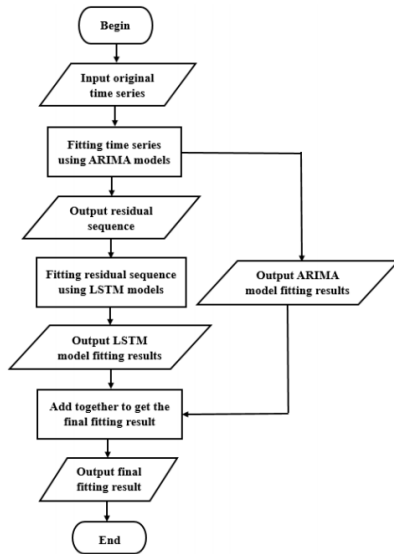 Begin
Input original
time series
Fitting time series
using ARIMA models
Output residual
sequence
Fitting residual sequence
using LSTM models
Output ARIMA
model fitting results
Output LSTM
model fitting results
Add together to get the
final fitting result
Output final
fitting result
End